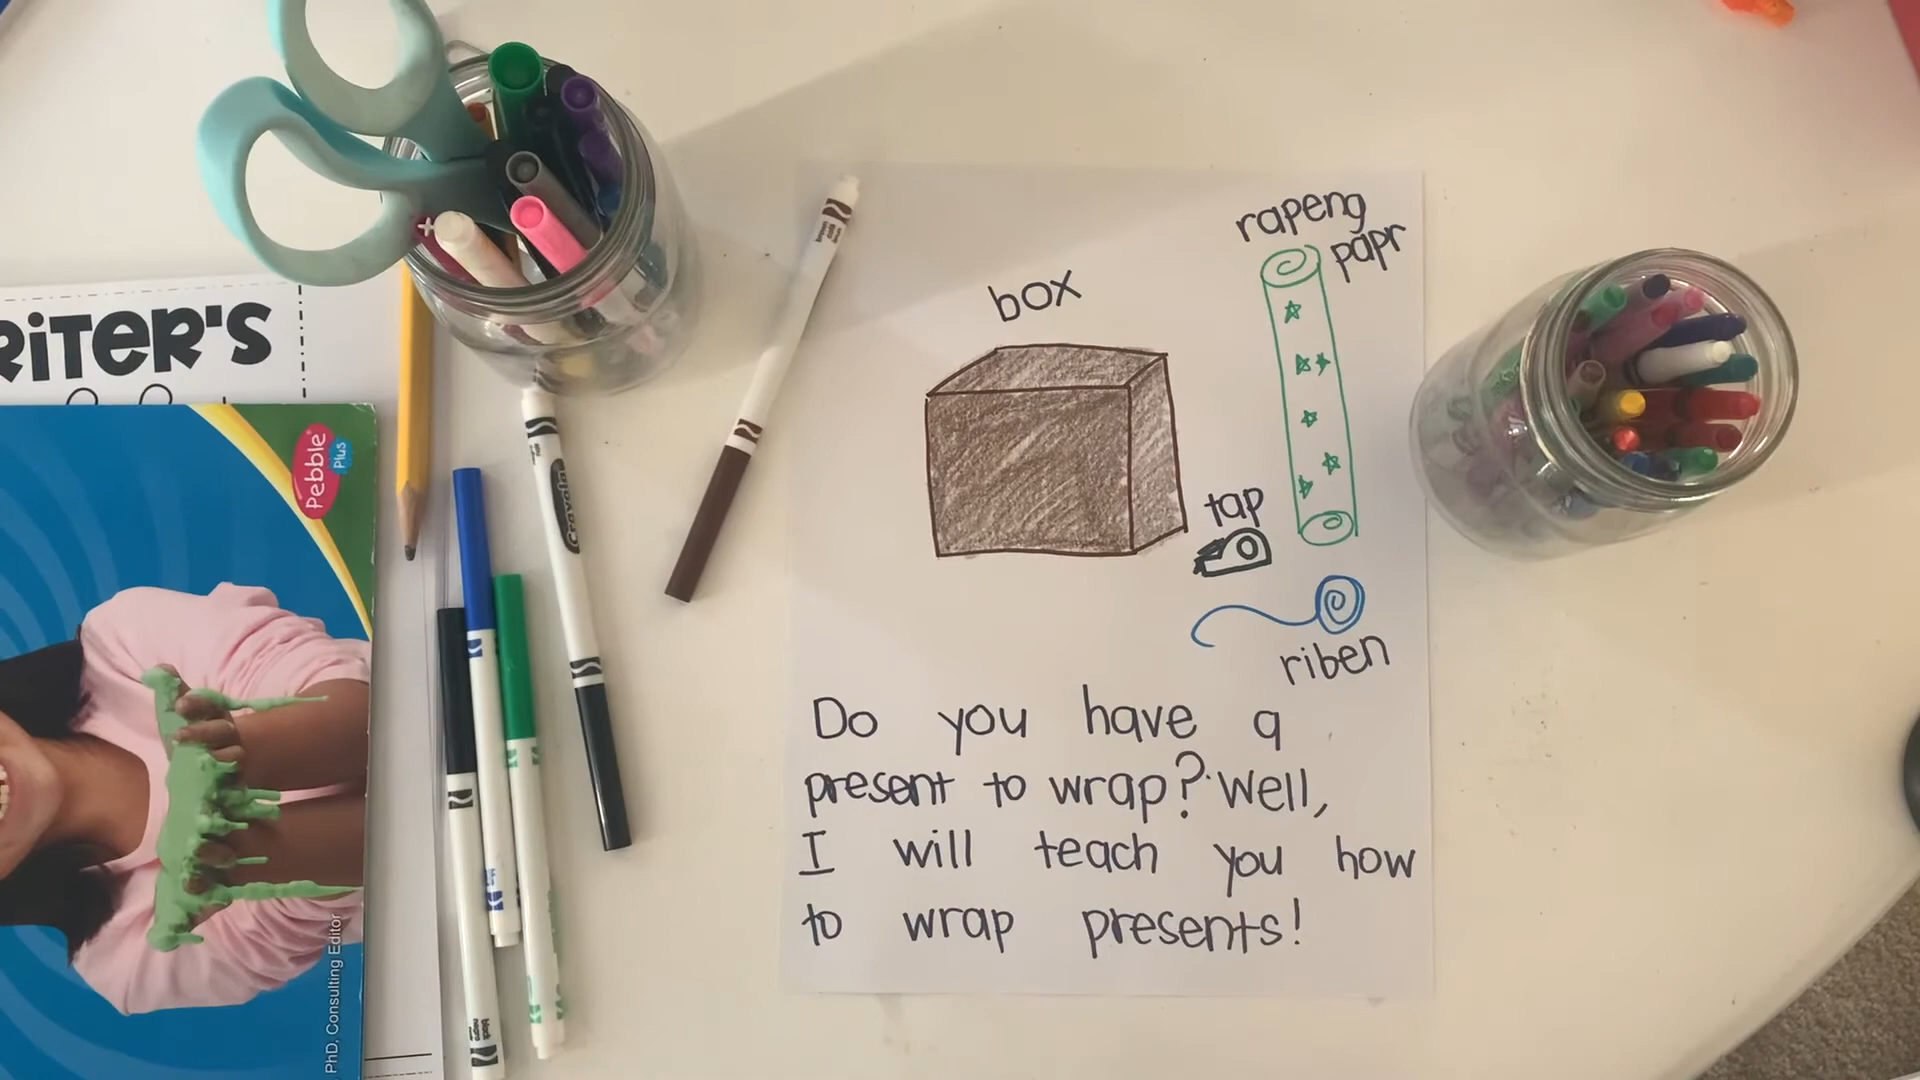 RiTER'S
Pebble
Plus
PhD, Consulting Editor
Crayola
rapeng
papr
box
tap
riben
Do you have a
present to wrap? Well,
I will teach you how
to wrap presents!